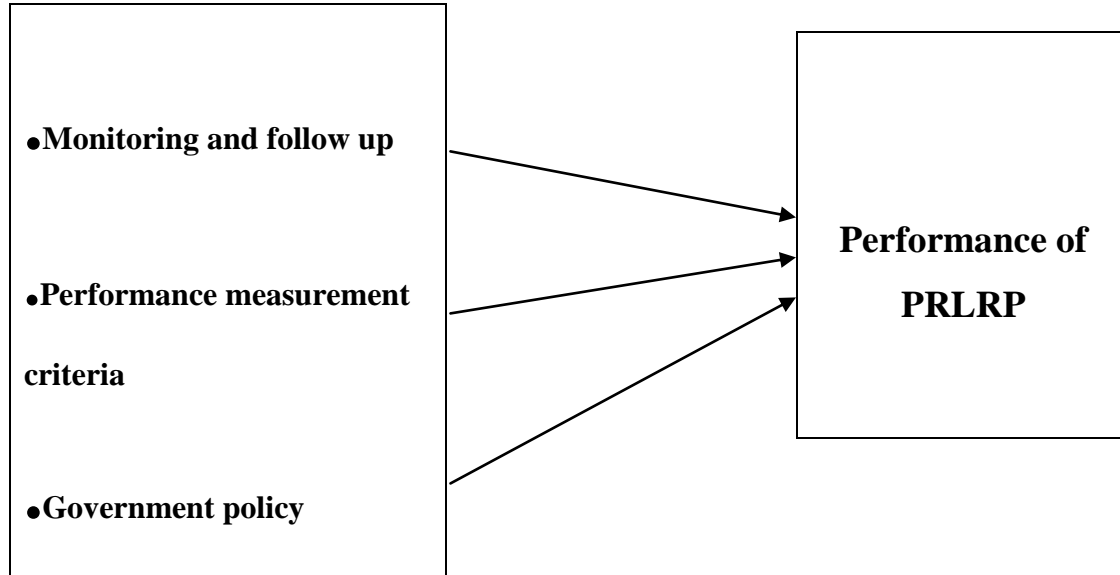 ●Monitoring and follow up
●Performance measurement
criteria
●Government policy
Performance of
PRLRP